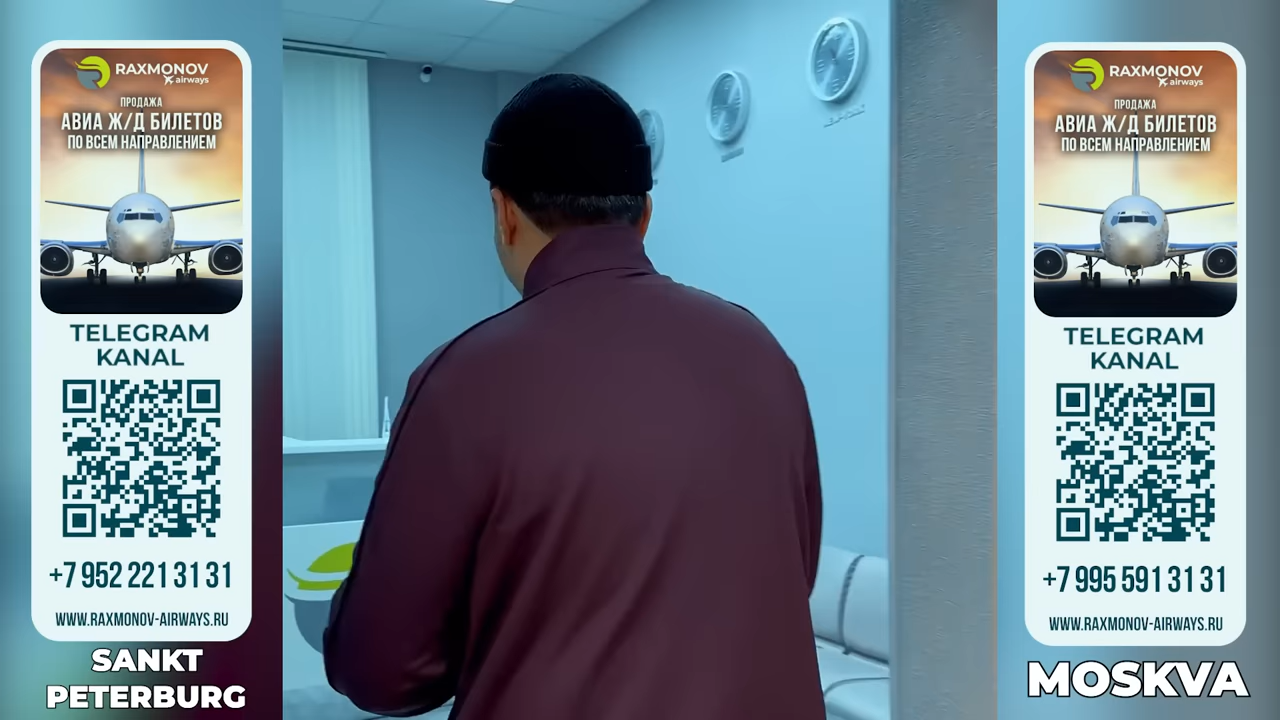 RAXMONOV
airways
ПРОДАЖА
АВИА Ж/Д БИЛЕТОВ
ПО ВСЕМ НАПРАВЛЕНИЕМ
TELEGRAM
KANAL
+7 952 221 31 31
WWW.RAXMONOV-AIRWAYS.RU
SANKT
PETERBURG
RAXMONOV
airways
ПРОДАЖА
АВИА Ж/Д БИЛЕТОВ
ПО ВСЕМ НАПРАВЛЕНИЕМ
TELEGRAM
KANAL
+7 995 591 31 31
WWW.RAXMONOV-AIRWAYS.RU
MOSKVA